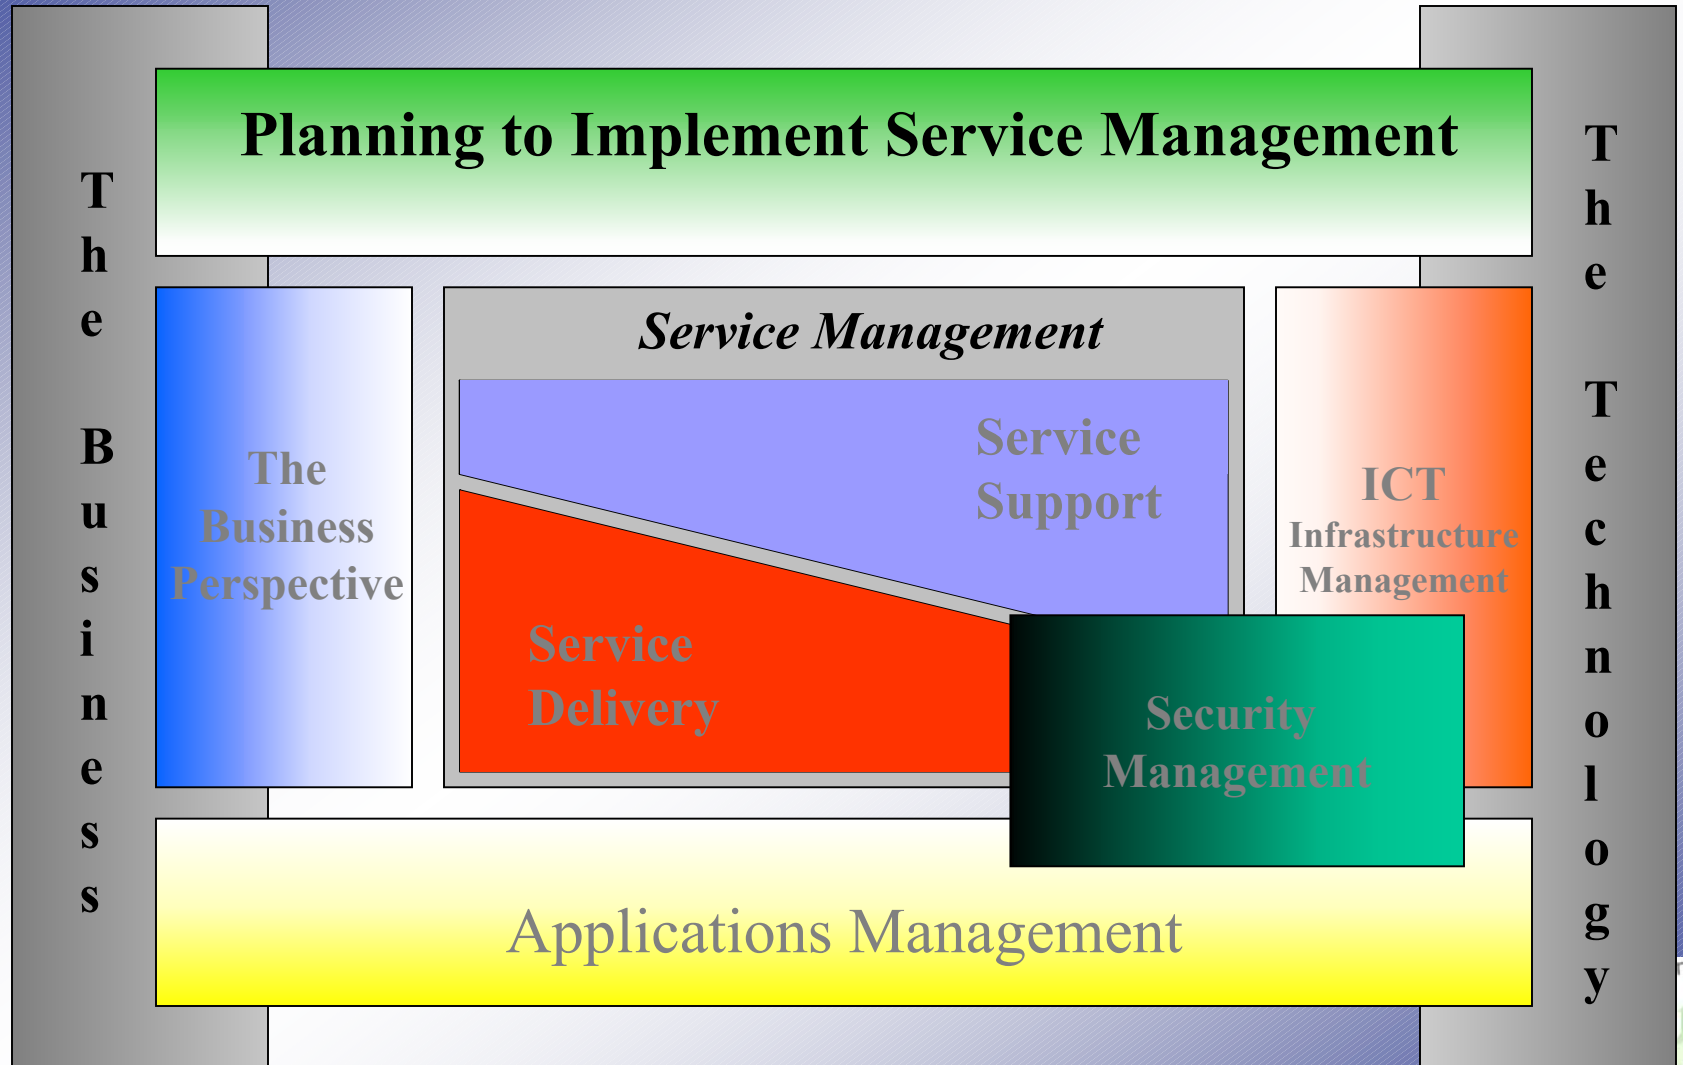 The Business
Planning to Implement Service Management
The
Business
Perspective
Service Management
Service
Support
Service
Delivery
ICT
Infrastructure
Management
Security
Management
Applications Management
The Technology